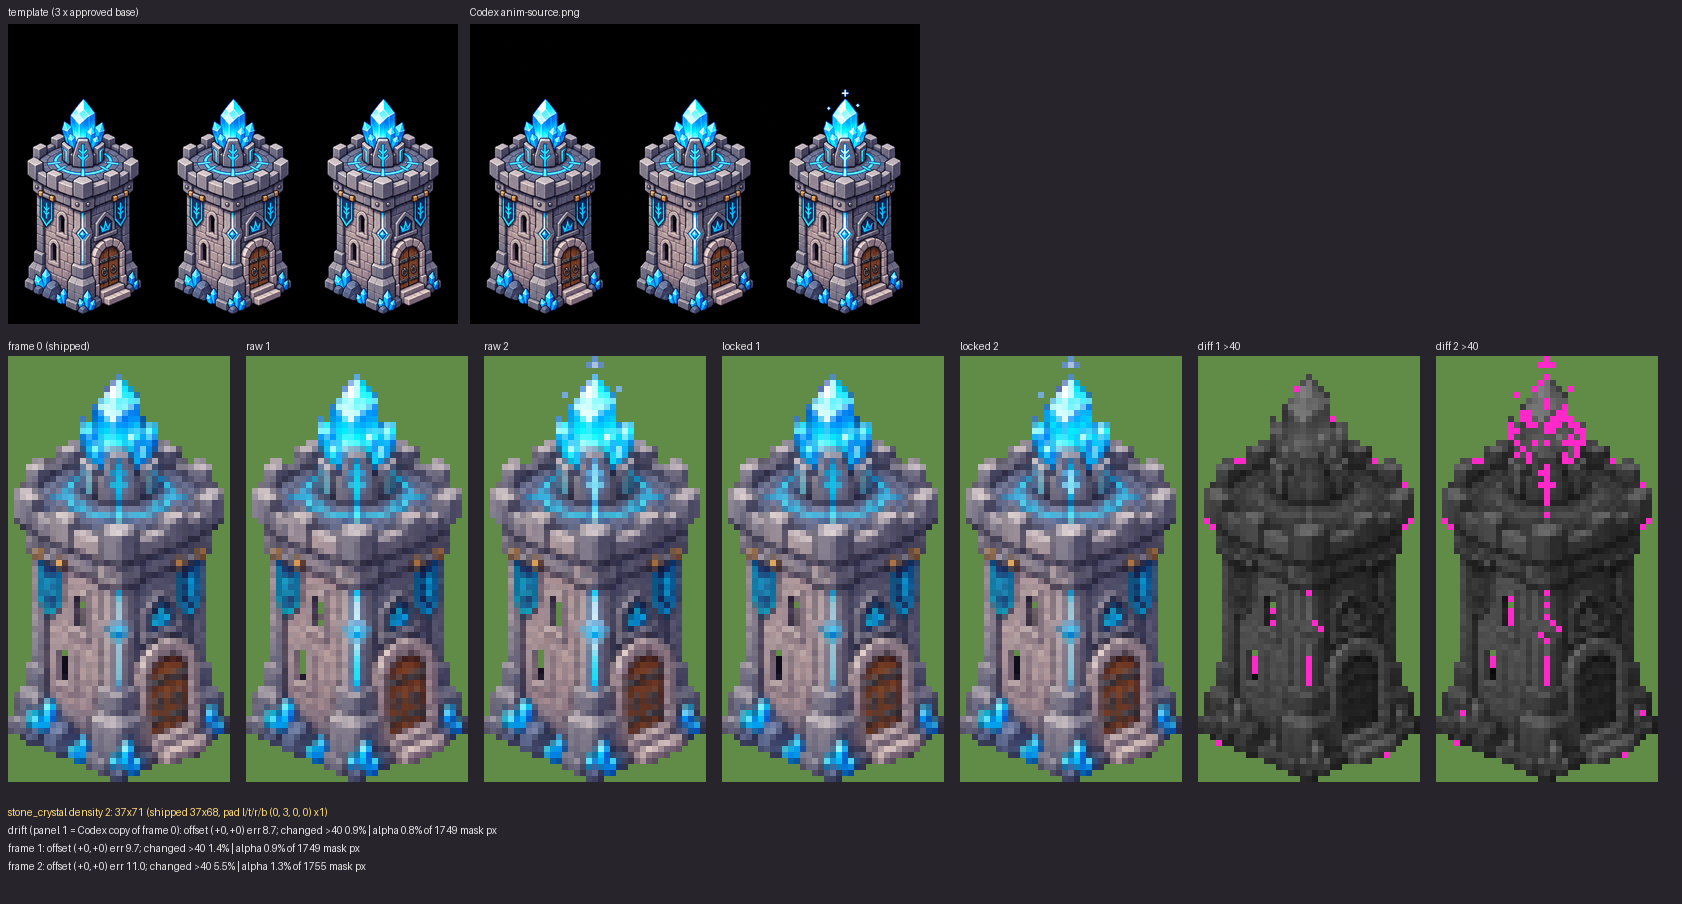 template (3 x approved base)
Codex anim-source.png
frame 0 (shipped)
raw 1
raw 2
locked 1
locked 2
diff 1 >40
diff 2 >40
stone_crystal density 2: 37x71 (shipped 37x68, pad l/t/r/b (0, 3, 0, 0) x1)
drift (panel 1 = Codex copy of frame 0): offset (+0,+0) err 8.7; changed >40 0.9% | alpha 0.8% of 1749 mask px
frame 1: offset (+0,+0) err 9.7; changed >40 1.4% | alpha 0.9% of 1749 mask px
frame 2: offset (+0,+0) err 11.0; changed >40 5.5% | alpha 1.3% of 1755 mask px